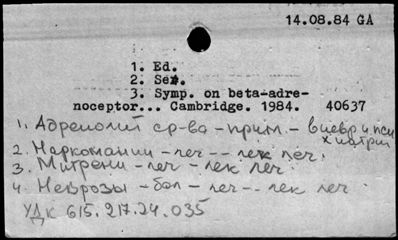 14.08.84 GA
1. Ed.
2. Ser.
3. Symp. on beta-adre-
noceptor... Cambridge. 1984. 40637
1. Адренолит ср-ва - прим. - в невр и пси
хиатрии
2. Наркомании - леч - - лек леч.
3. Мигрени - леч - лек леч.
4. Неврозы - бол - леч - - лек леч.
УДК 615.217.24.035